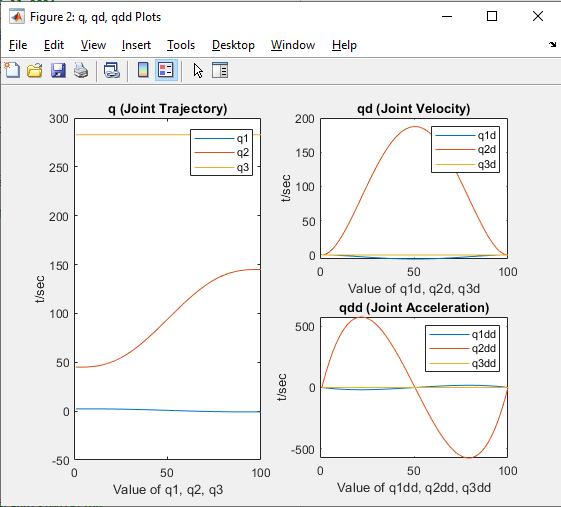 Figure 2: q, qd, qdd Plots
File Edit View Insert Tools Desktop Window Help
q (Joint Trajectory)
300
250
200
150
100
50
0
-50
t/sec
q1
q2
q3
0 50 100
Value of q1, q2, q3
qd (Joint Velocity)
200
150
100
50
0
t/sec
q1d
q2d
q3d
0 50 100
Value of q1d, q2d, q3d
qdd (Joint Acceleration)
500
0
-500
t/sec
q1dd
q2dd
q3dd
0 50 100
Value of q1dd, q2dd, q3dd